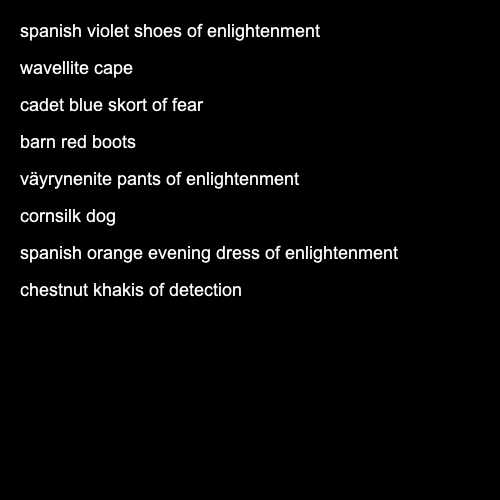 spanish violet shoes of enlightenment
wavellite cape
cadet blue skort of fear
barn red boots
väyrynenite pants of enlightenment
cornsilk dog
spanish orange evening dress of enlightenment
chestnut khakis of detection